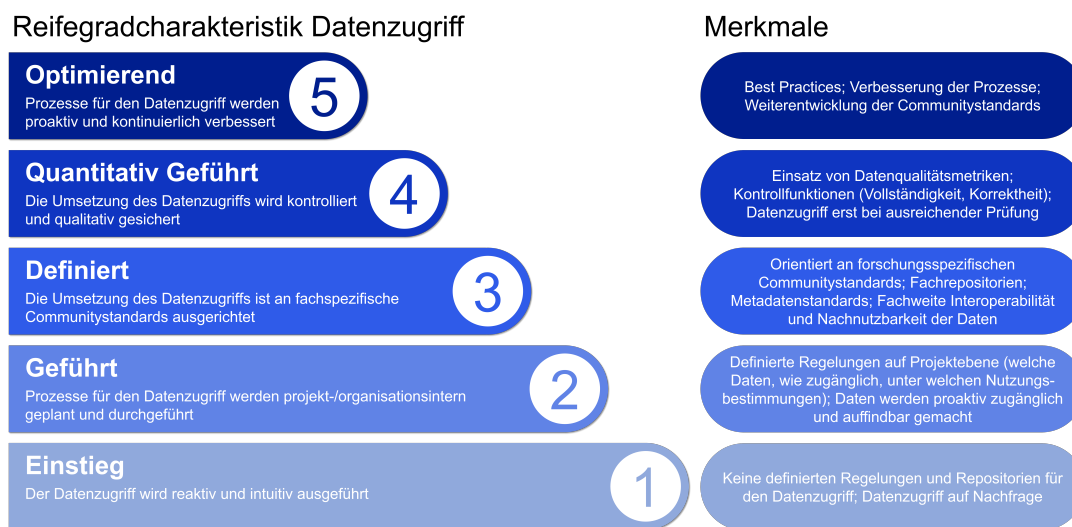 Reifegradcharakteristik Datenzugriff
Merkmale
Optimierend
Prozesse für den Datenzugriff werden
proaktiv und kontinuierlich verbessert
5
Best Practices; Verbesserung der Prozesse;
Weiterentwicklung der Communitystandards
Quantitativ Geführt
Die Umsetzung des Datenzugriffs wird kontrolliert
und qualitativ gesichert
4
Einsatz von Datenqualitätsmetriken;
Kontrollfunktionen (Vollständigkeit, Korrektheit);
Datenzugriff erst bei ausreichender Prüfung
Definiert
Die Umsetzung des Datenzugriffs ist an fachspezifische
Communitystandards ausgerichtet
3
Orientiert an forschungsspezifischen
Communitystandards; Fachrepositorien;
Metadatenstandards; Fachweite Interoperabilität
und Nachnutzbarkeit der Daten
Geführt
Prozesse für den Datenzugriff werden projekt-/organisationsintern
geplant und durchgeführt
2
Definierte Regelungen auf Projektebene (welche
Daten, wie zugänglich, unter welchen Nutzungs-
bestimmungen); Daten werden proaktiv zugänglich
und auffindbar gemacht
Einstieg
Der Datenzugriff wird reaktiv und intuitiv ausgeführt
1
Keine definierten Regelungen und Repositorien für
den Datenzugriff; Datenzugriff auf Nachfrage